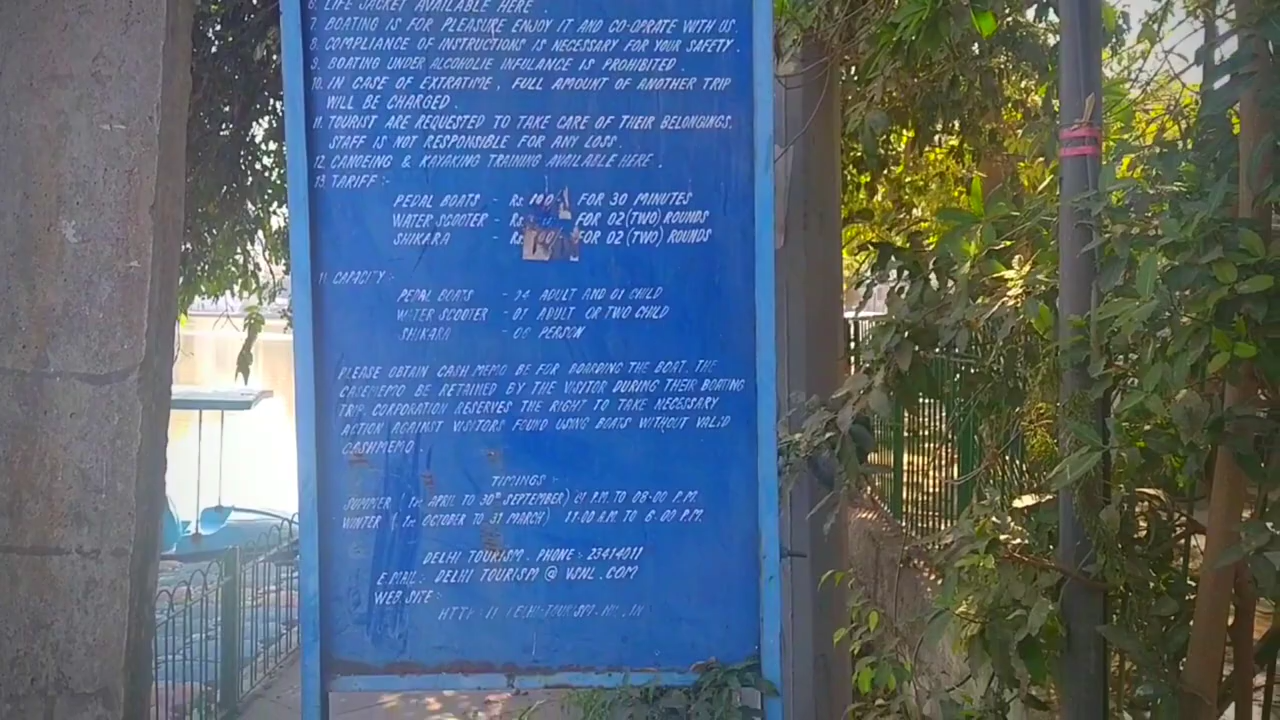 6. LIFE JACKET AVAILABLE HERE .
7. BOATING IS FOR PLEASURE ENJOY IT AND CO-OPRATE WITH US.
8. COMPLIANCE OF INSTRUCTIONS IS NECESSARY FOR YOUR SAFETY .
9. BOATING UNDER ALCOHOLIC INFULANCE IS PROHIBITED .
10. IN CASE OF EXTRATIME , FULL AMOUNT OF ANOTHER TRIP
WILL BE CHARGED .
11. TOURIST ARE REQUESTED TO TAKE CARE OF THEIR BELONGINGS.
STAFF IS NOT RESPONSIBLE FOR ANY LOSS .
12. CANOEING & KAYAKING TRAINING AVAILABLE HERE .
13. TARIFF :-
PEDAL BOATS - Rs. 100 FOR 30 MINUTES
WATER SCOOTER - Rs. FOR 02 (TWO) ROUNDS
SHIKARA - Rs. 100/- FOR 02 (TWO) ROUNDS
CAPACITY :-
PEDAL BOATS - 04 ADULT AND 01 CHILD
WATER SCOOTER - 01 ADULT OR TWO CHILD
SHIKARA - 06 PERSON
PLEASE OBTAIN CASH MEMO BE FOR BOARDING THE BOAT. THE
CASEMEMO BE RETAINED BY THE VISITOR DURING THEIR BOATING
TRIP. CORPORATION RESERVES THE RIGHT TO TAKE NECESSARY
ACTION AGAINST VISITORS FOUND USING BOATS WITHOUT VALID
CASHMEMO .
TIMINGS :-
SUMMER ( 1st APRIL TO 30th SEPTEMBER) 01 P.M. TO 08-00 P.M.
WINTER ( 1st OCTOBER TO 31 MARCH) 11:00 A.M. TO 6:00 P.M.
DELHI TOURISM . PHONE :- 23414011
E.MAIL:- DELHI TOURISM @ VSNL .COM
WEB SITE :-